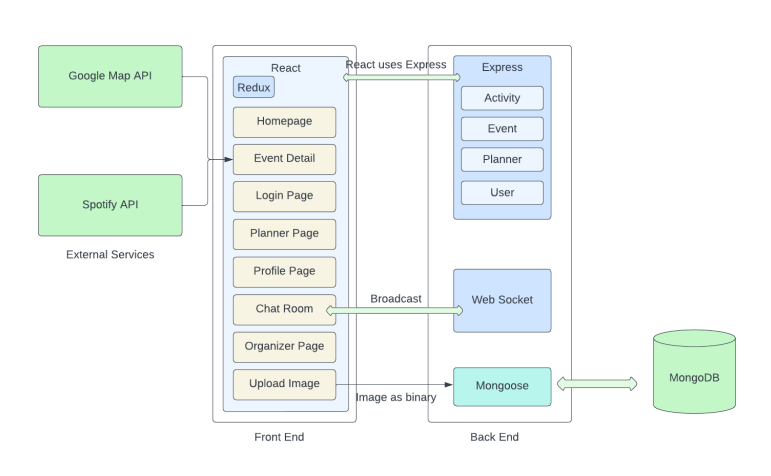 Google Map API
Spotify API
External Services
React
Redux
Homepage
Event Detail
Login Page
Planner Page
Profile Page
Chat Room
Organizer Page
Upload Image
Front End
React uses Express
Broadcast
Image as binary
Express
Activity
Event
Planner
User
Web Socket
Mongoose
Back End
MongoDB